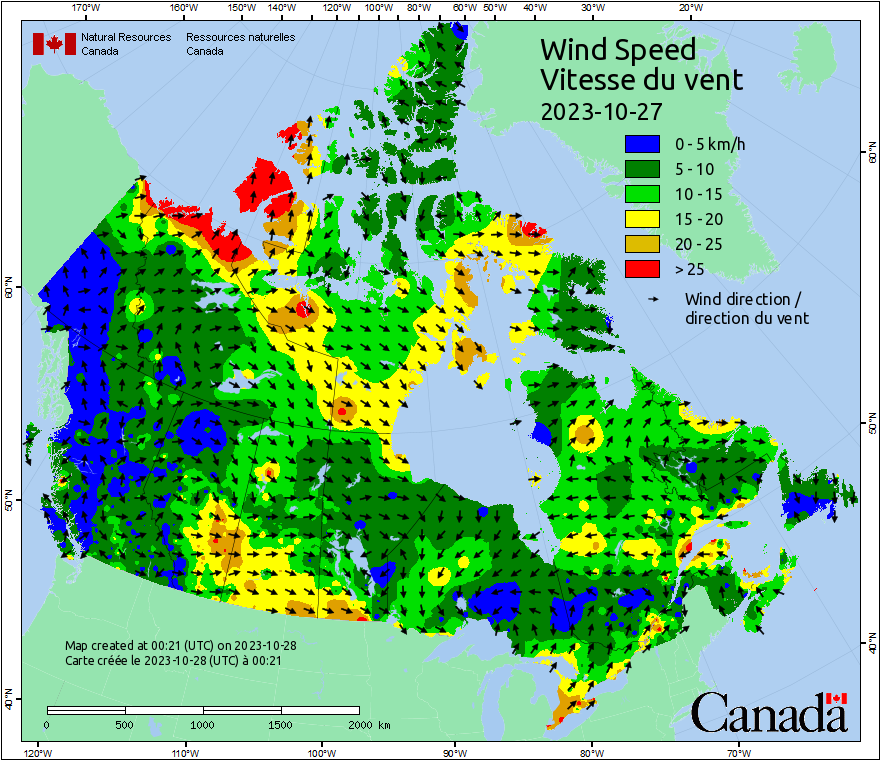 170°W 160°W 150°W 140°W 120°W 100°W 80°W 60°W 50°W 40°W 30°W 20°W
Natural Resources Ressources naturelles
Canada Canada
Wind Speed
Vitesse du vent
2023-10-27
0 - 5 km/h
5 - 10
10 - 15
15 - 20
20 - 25
> 25
Wind direction /
direction du vent
60°N
60°N
50°N
50°N
40°N
40°N
Map created at 00:21 (UTC) on 2023-10-28
Carte créée le 2023-10-28 (UTC) à 00:21
0 500 1000 1500 2000 km
Canada
120°W 110°W 100°W 90°W 80°W 70°W